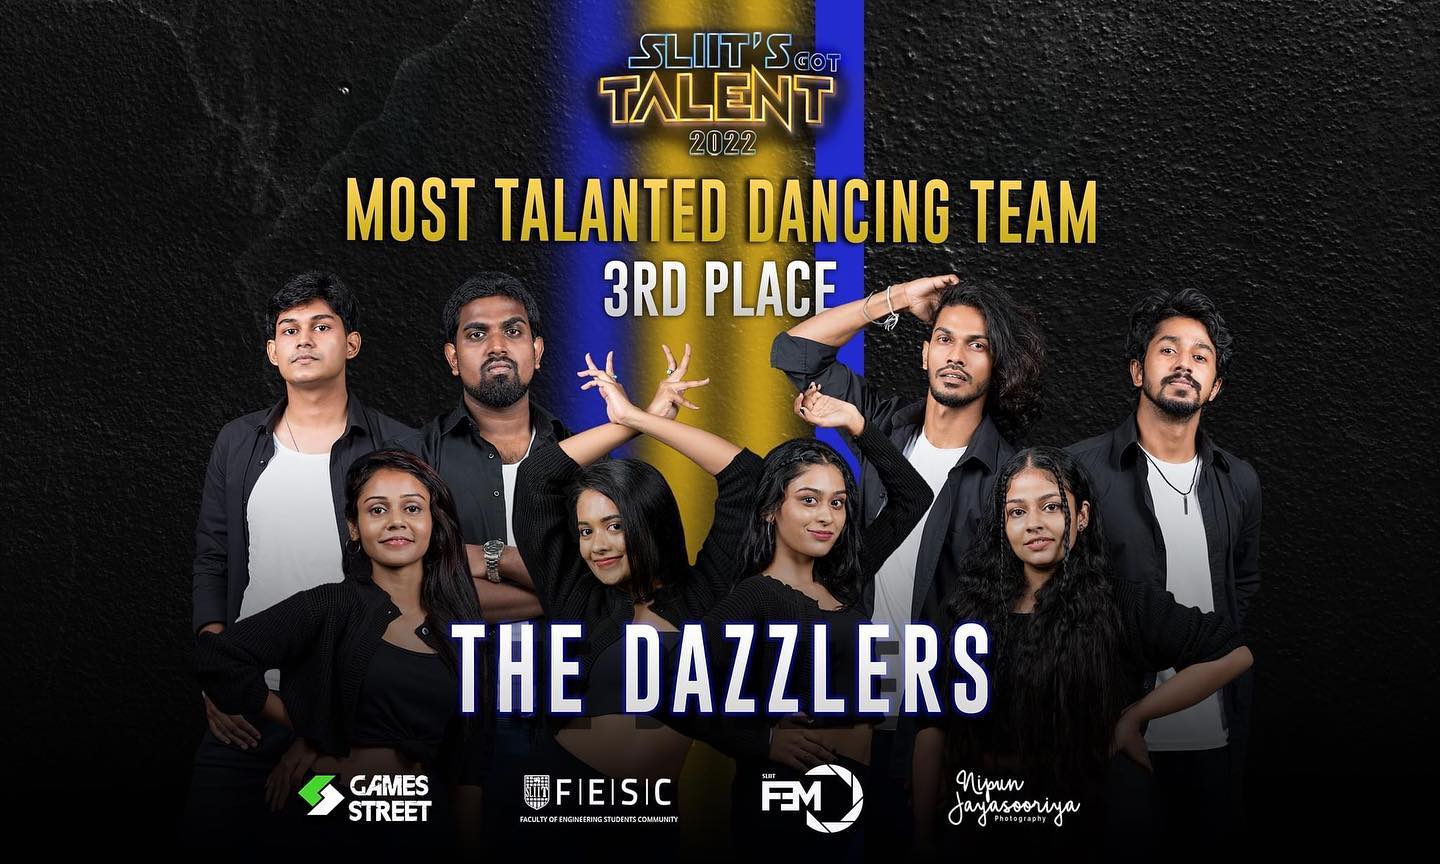 SLIIT'S GOT
TALENT
2022
MOST TALANTED DANCING TEAM
3RD PLACE
THE DAZZLERS
GAMES
STREET
SLIIT
F|E|S|C
FACULTY OF ENGINEERING STUDENTS COMMUNITY
SLIIT
FEM
Nipun
Jayasooriya
Photography